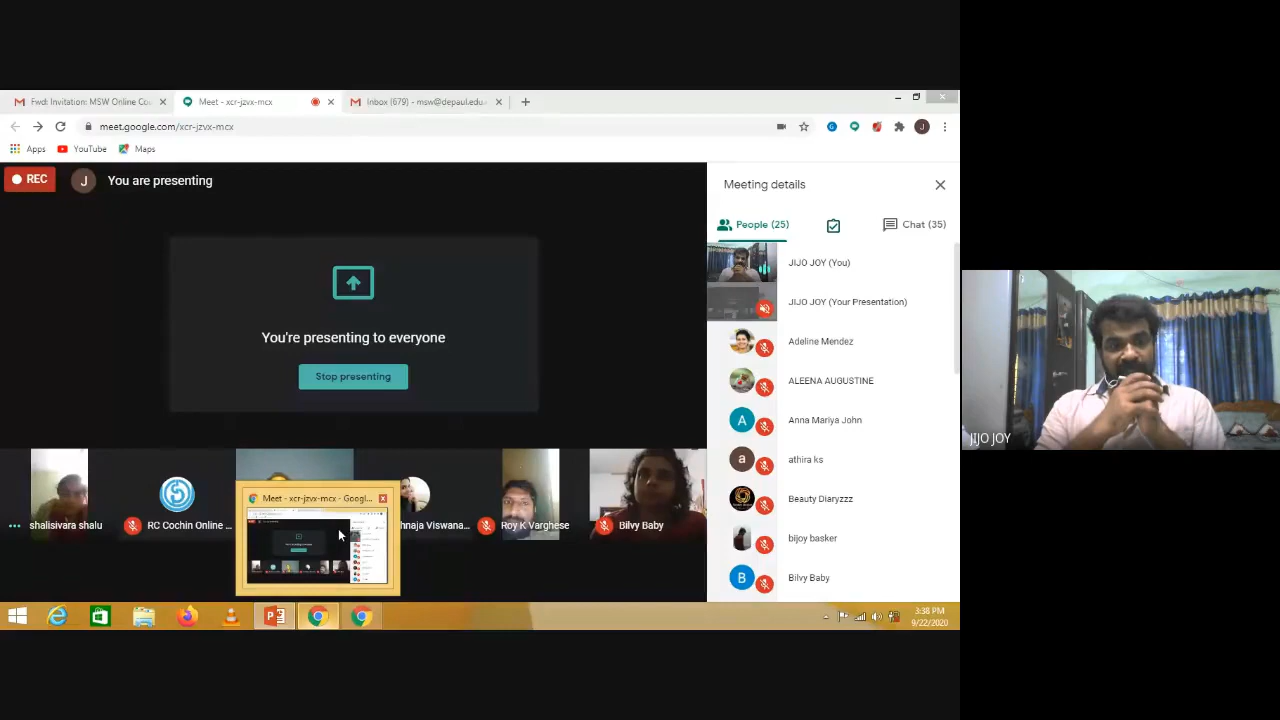 Fwd: Invitation: MSW Online Co
Meet - xcr-jzvx-mcx
Inbox (679) - msw@depaul.edu.
meet.google.com/xcr-jzvx-mcx
J
Apps
YouTube
Maps
REC
J
You are presenting
You're presenting to everyone
Stop presenting
Meeting details
People (25)
Chat (35)
JIJO JOY (You)
JIJO JOY (Your Presentation)
Adeline Mendez
ALEENA AUGUSTINE
A
Anna Mariya John
a
athira ks
Beauty Diaryzzz
bijoy basker
B
Bilvy Baby
shalisivara shalu
RC Cochin Online ...
Meet - xcr-jzvx-mcx - Googl...
hnaja Viswana...
Roy K Varghese
Bilvy Baby
JIJO JOY
3:38 PM
9/22/2020